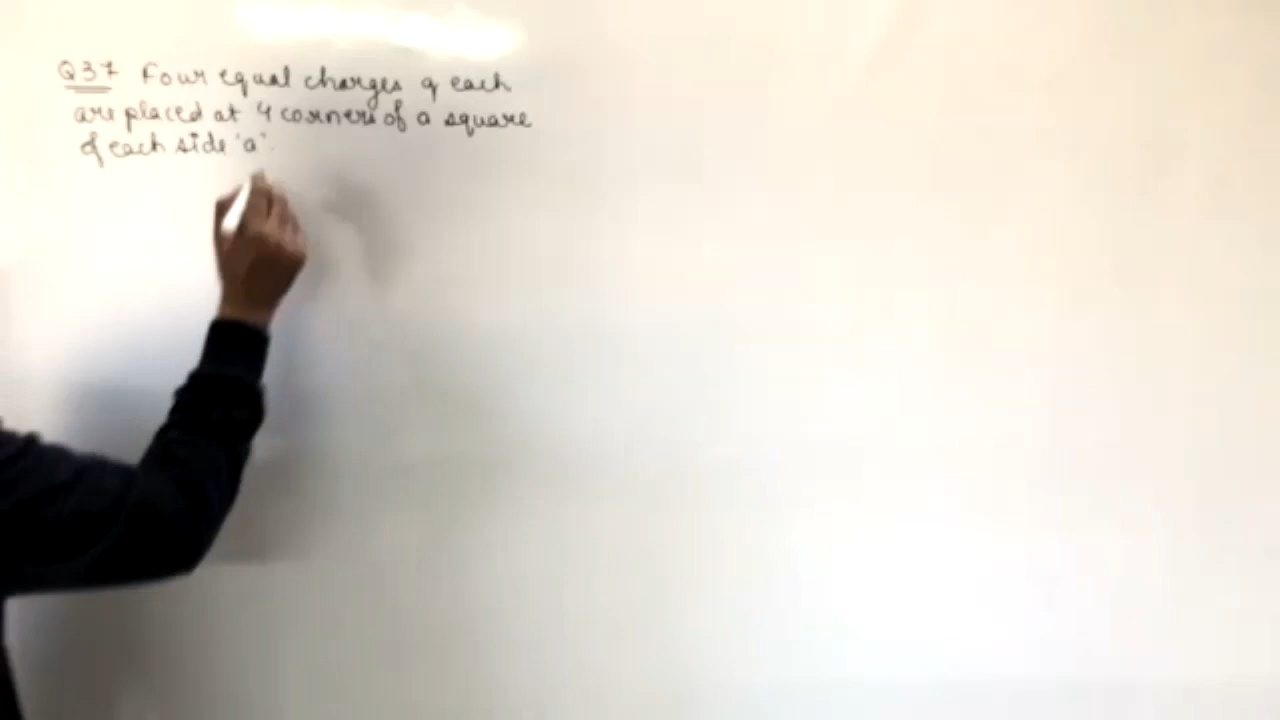 Q37 Four equal charges q each
are placed at 4 corners of a square
of each side 'a'.